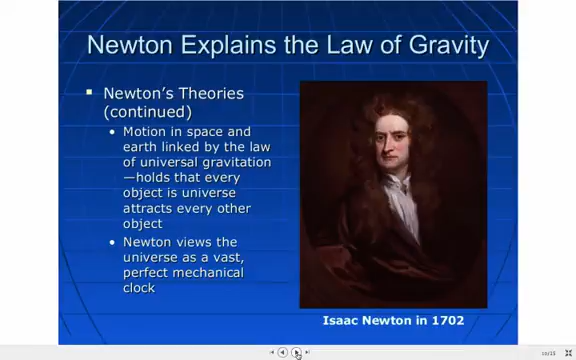 Newton Explains the Law of Gravity
Newton's Theories
(continued)
Motion in space and
earth linked by the law
of universal gravitation
—holds that every
object is universe
attracts every other
object
Newton views the
universe as a vast,
perfect mechanical
clock
Isaac Newton in 1702
10/25